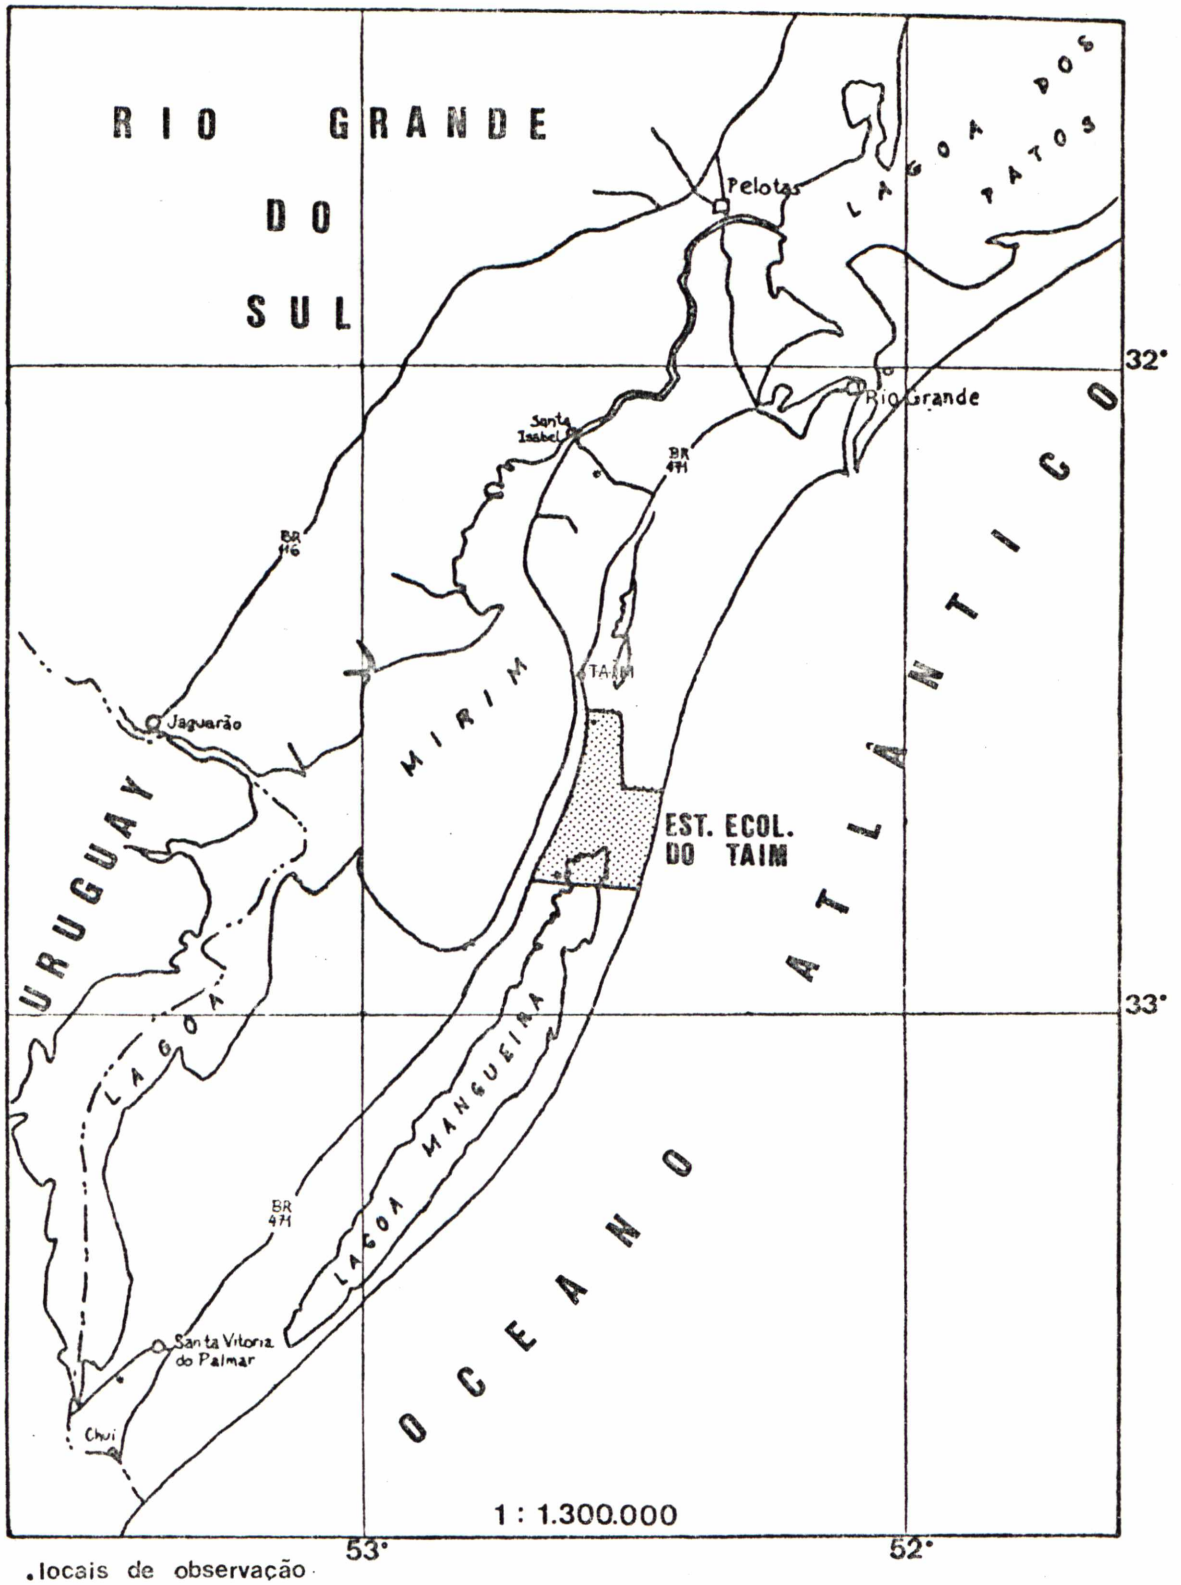 RIO GRANDE
DO
SUL
LAGOA DOS
PATOS
Pelotas
32°
Rio Grande
Santa
Isabel
BR
471
BR
116
TAÍM
MIRIM
Jaguarão
URUGUAY
EST. ECOL.
DO TAIM
LAGOA
33°
LAGOA MANGUEIRA
OCEANO ATLÂNTICO
BR
471
Santa Vitoria
do Palmar
Chui
1 : 1.300.000
53°
52°
.locais de observação